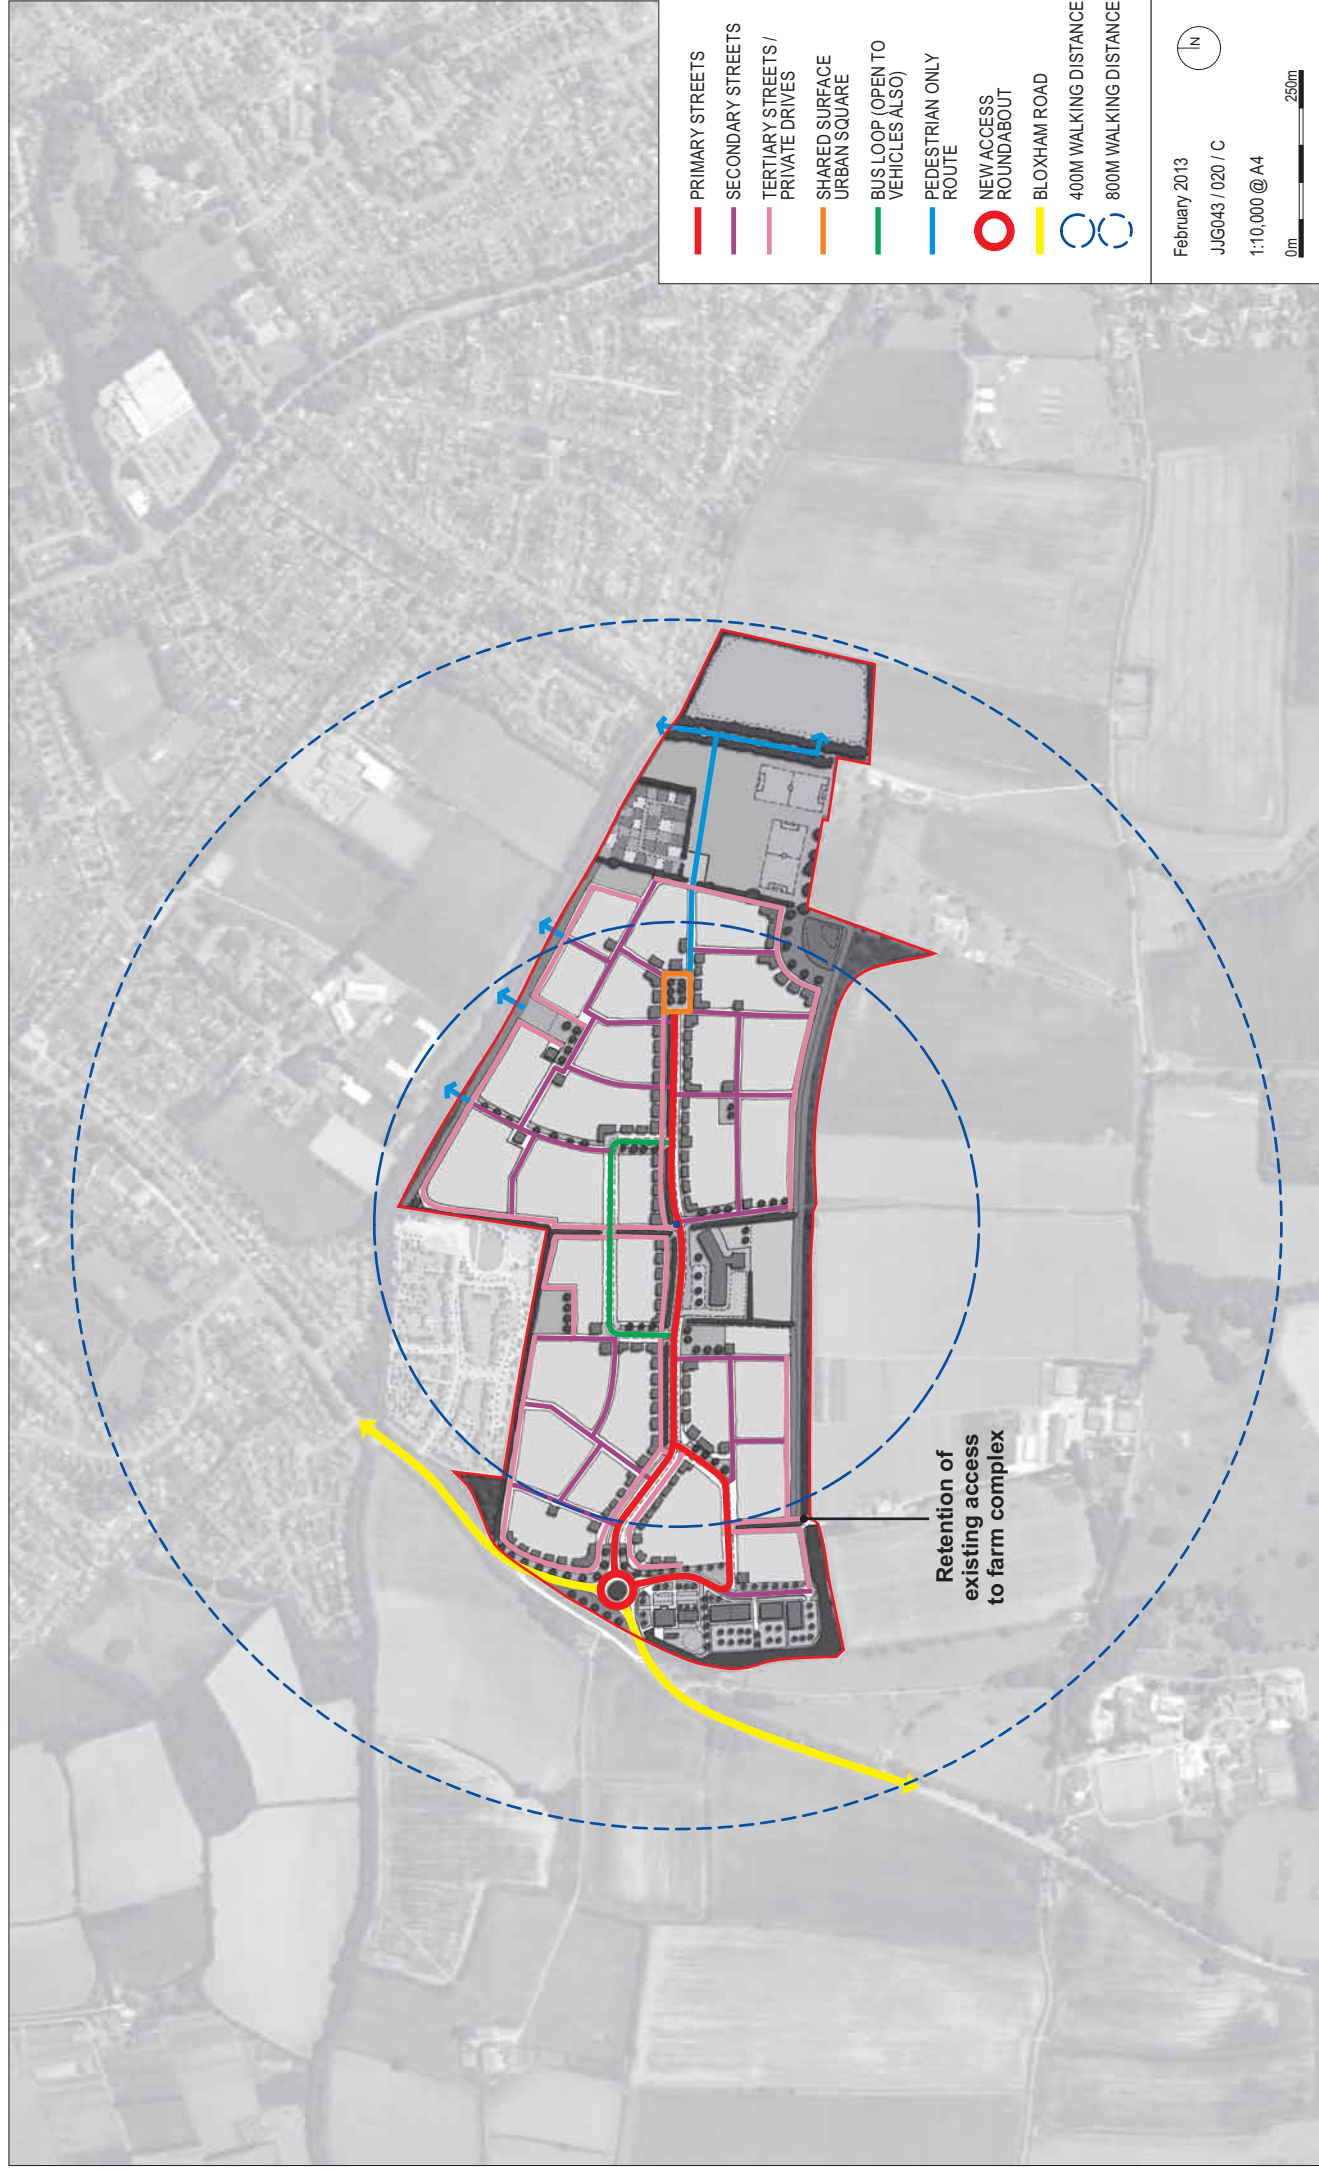 PRIMARY STREETS
SECONDARY STREETS
TERTIARY STREETS /
PRIVATE DRIVES
SHARED SURFACE
URBAN SQUARE
BUS LOOP (OPEN TO
VEHICLES ALSO)
PEDESTRIAN ONLY
ROUTE
NEW ACCESS
ROUNDABOUT
BLOXHAM ROAD
400M WALKING DISTANCE
800M WALKING DISTANCE
February 2013
JJG043 / 020 / C
1:10,000 @ A4
0m
250m
N
Retention of
existing access
to farm complex